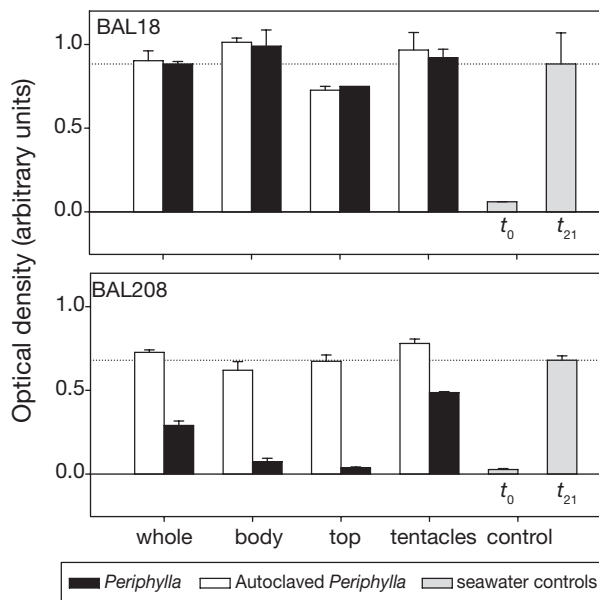 BAL18
1.0
0.5
0.0
t0 t21
BAL208
1.0
0.5
0.0
t0 t21
Optical density (arbitrary units)
whole body top tentacles control
Periphylla Autoclaved Periphylla seawater controls